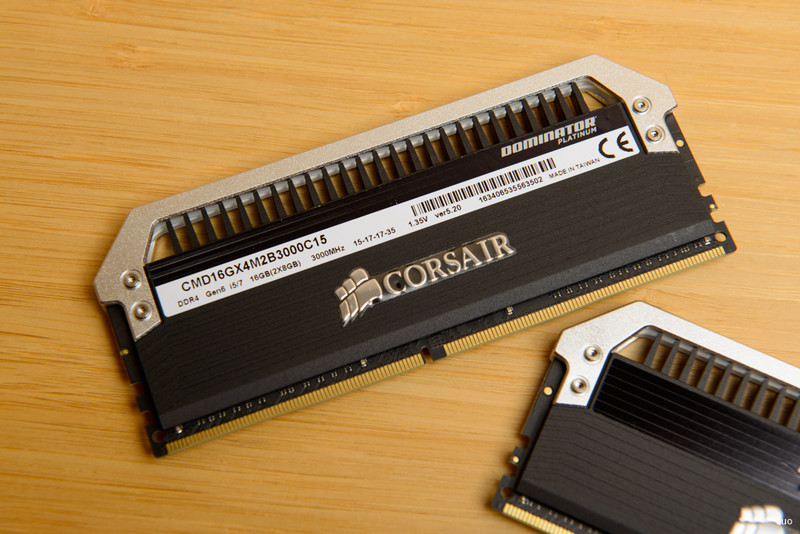 DOMINATOR
PLATINUM
CE
CMD16GX4M2B3000C15
163406535563502 MADE IN TAIWAN
DDR4 Gen6 i5/7 16GB(2X8GB) 3000MHz 15-17-17-35 1.35V ver5.20
CORSAIR